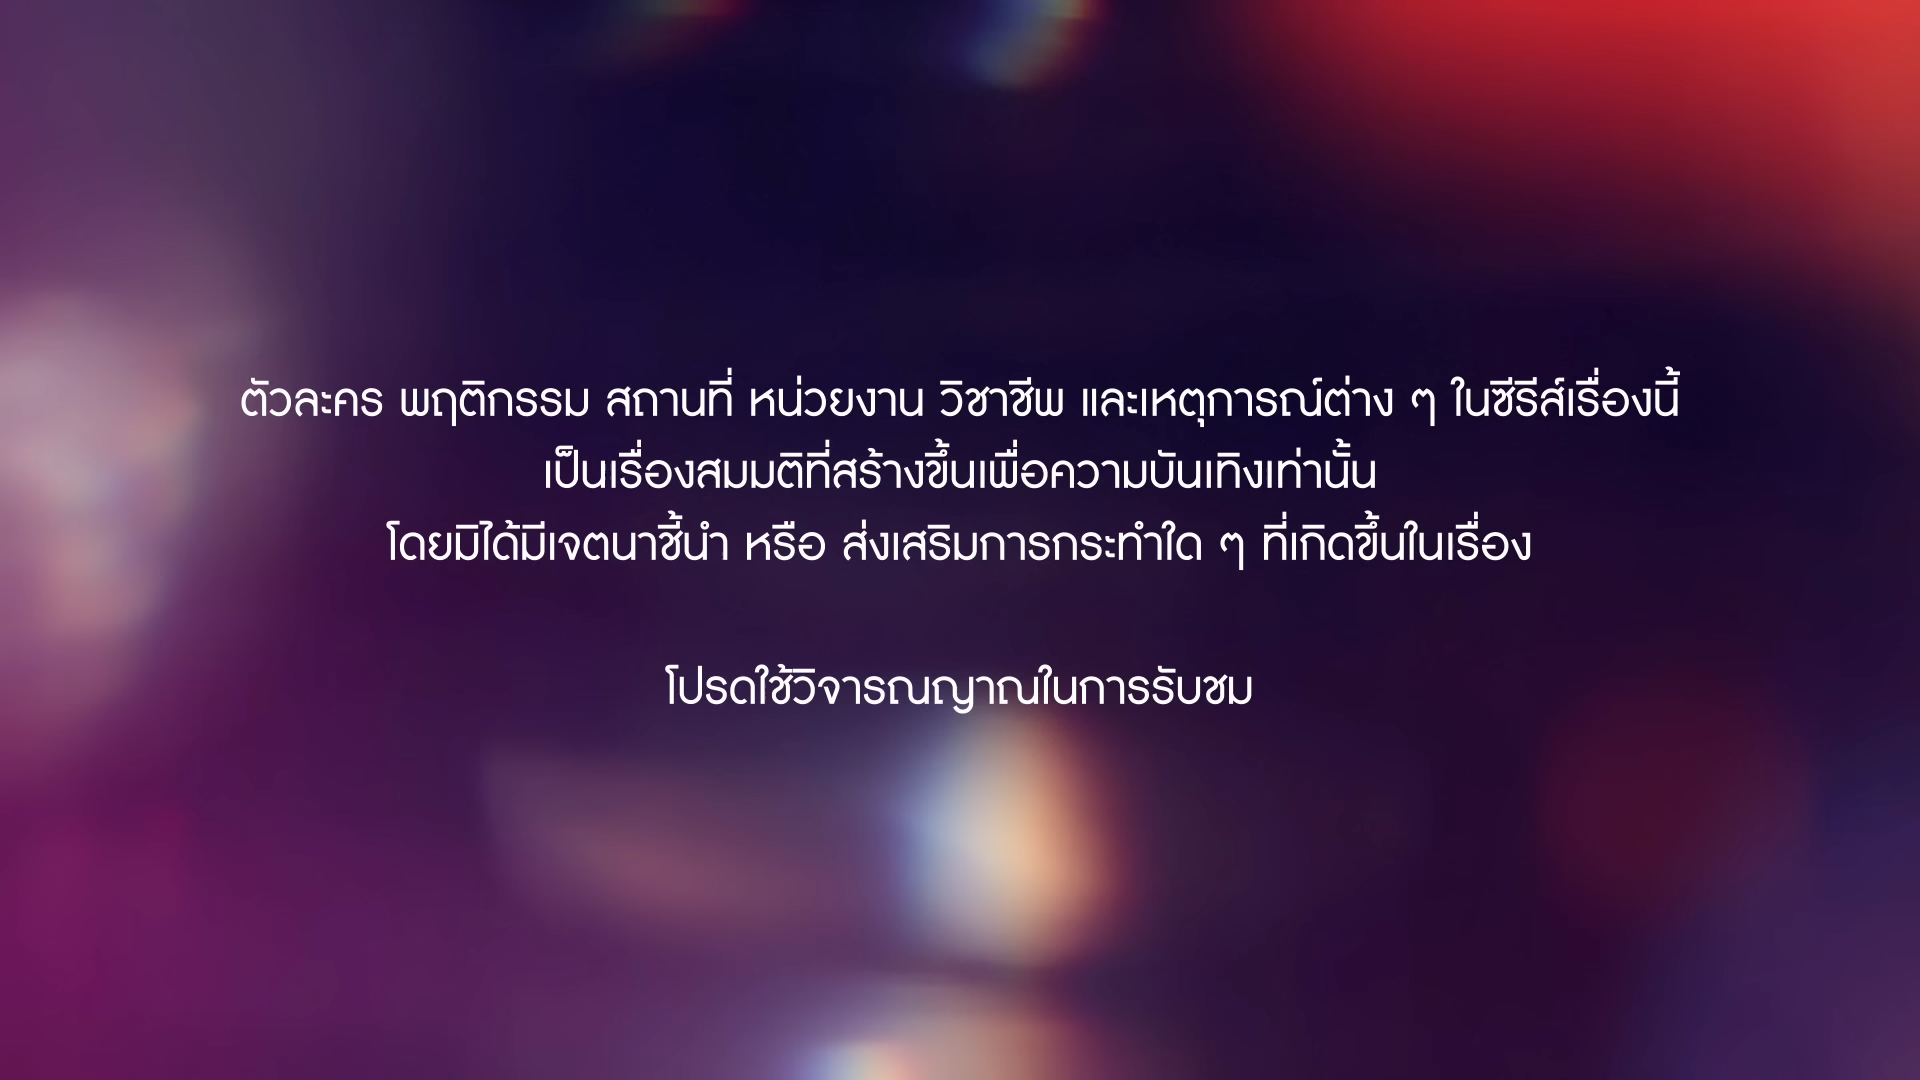 ตัวละคร พฤติกรรม สถานที่ หน่วยงาน วิชาชีพ และเหตุการณ์ต่าง ๆ ในซีรีส์เรื่องนี้
เป็นเรื่องสมมติที่สร้างขึ้นเพื่อความบันเทิงเท่านั้น
โดยมิได้มีเจตนาชี้นำ หรือ ส่งเสริมการกระทำใด ๆ ที่เกิดขึ้นในเรื่อง
โปรดใช้วิจารณญาณในการรับชม